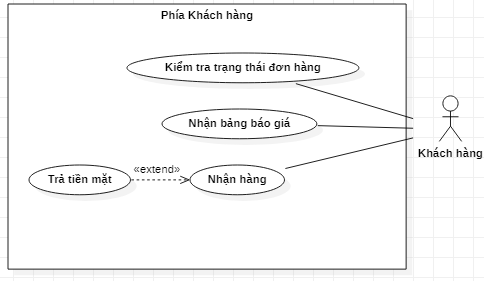 Phía Khách hàng
Kiểm tra trạng thái đơn hàng
Nhận bảng báo giá
Khách hàng
«extend»
Trả tiền mặt
Nhận hàng